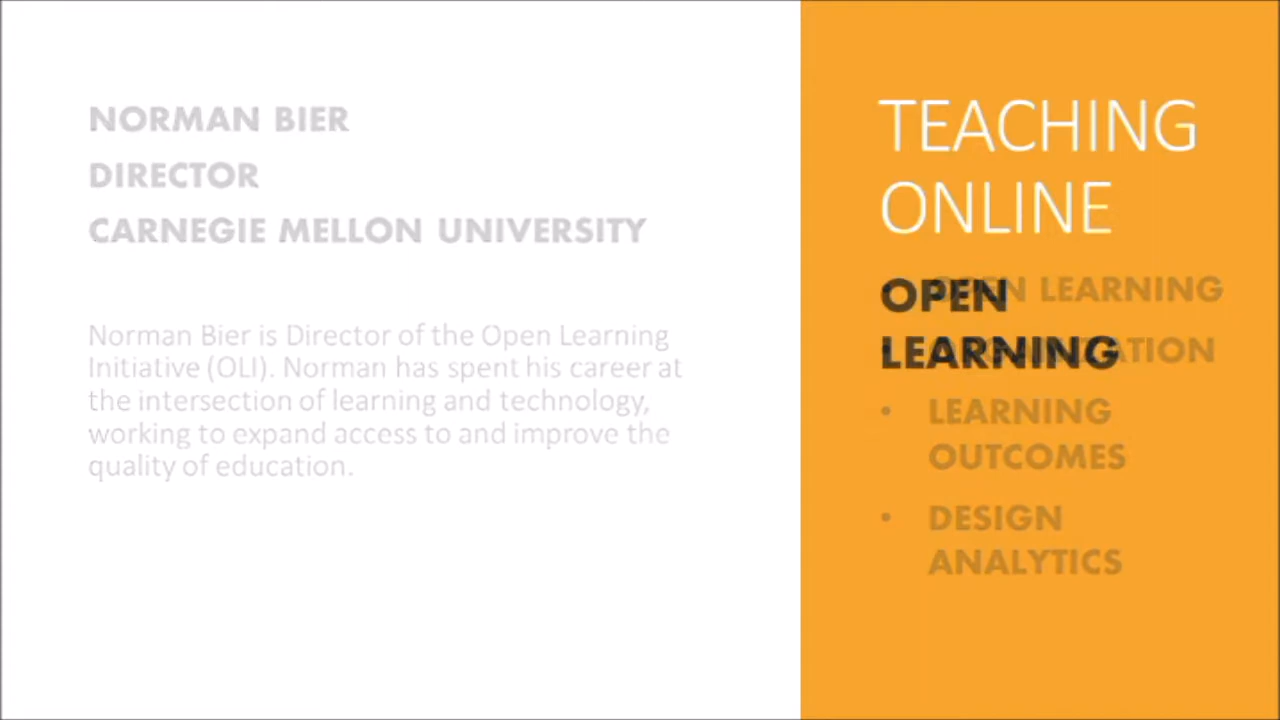 NORMAN BIER
DIRECTOR
CARNEGIE MELLON UNIVERSITY
Norman Bier is Director of the Open Learning
Initiative (OLI). Norman has spent his career at
the intersection of learning and technology,
working to expand access to and improve the
quality of education.
TEACHING
ONLINE
OPEN
LEARNING
• OPEN LEARNING
• LEARNING
OUTCOMES
• DESIGN
ANALYTICS